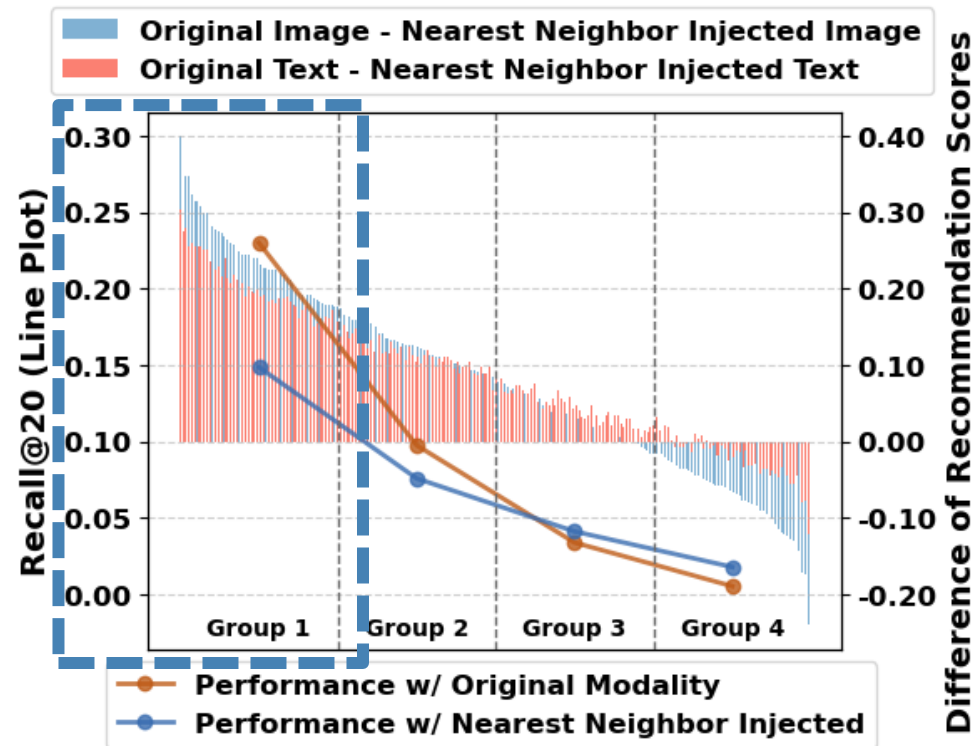 Original Image - Nearest Neighbor Injected Image
Original Text - Nearest Neighbor Injected Text
Recall@20 (Line Plot)
0.30
0.25
0.20
0.15
0.10
0.05
0.00
Group 1
Group 2
Group 3
Group 4
0.40
0.30
0.20
0.10
0.00
-0.10
-0.20
Difference of Recommendation Scores
Performance w/ Original Modality
Performance w/ Nearest Neighbor Injected